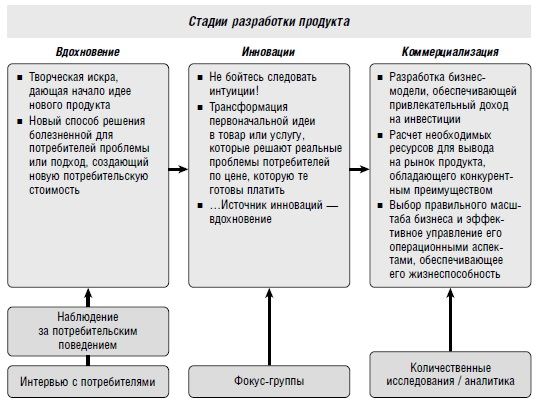 Стадии разработки продукта
Вдохновение
■ Творческая искра,
дающая начало идее
нового продукта
■ Новый способ решения
болезненной для
потребителей проблемы
или подход, создающий
новую потребительскую
стоимость
Наблюдение
за потребительским
поведением
Интервью с потребителями
Инновации
■ Не бойтесь следовать
интуиции!
■ Трансформация
первоначальной идеи
в товар или услугу,
которые решают реальные
проблемы потребителей
по цене, которую те
готовы платить
■ …Источник инноваций —
вдохновение
Фокус-группы
Коммерциализация
■ Разработка бизнес-
модели, обеспечивающей
привлекательный доход
на инвестиции
■ Расчет необходимых
ресурсов для вывода
на рынок продукта,
обладающего конкурент-
ным преимуществом
■ Выбор правильного масш-
таба бизнеса и эффек-
тивное управление его
операционными аспек-
тами, обеспечивающее
его жизнеспособность
Количественные
исследования / аналитика